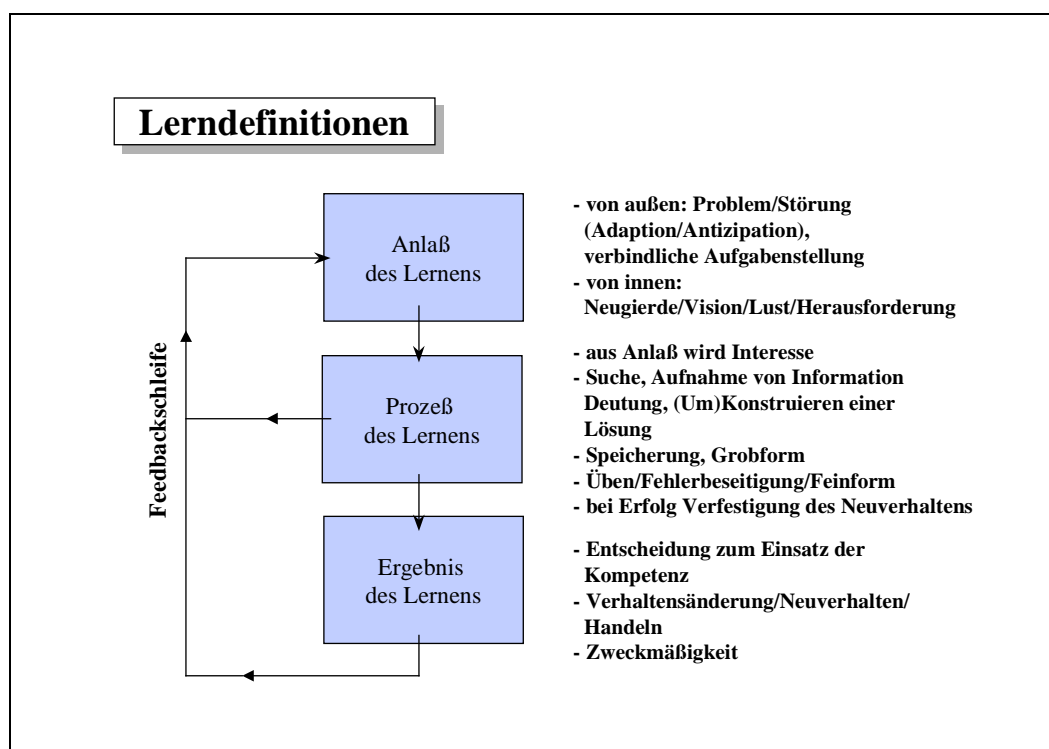 Lerndefinitionen
Anlaß
des Lernens
- von außen: Problem/Störung
(Adaption/Antizipation),
verbindliche Aufgabenstellung
- von innen:
Neugierde/Vision/Lust/Herausforderung
Feedbackschleife
Prozeß
des Lernens
- aus Anlaß wird Interesse
- Suche, Aufnahme von Information
Deutung, (Um)Konstruieren einer
Lösung
- Speicherung, Grobform
- Üben/Fehlerbeseitigung/Feinform
- bei Erfolg Verfestigung des Neuverhaltens
Ergebnis
des Lernens
- Entscheidung zum Einsatz der
Kompetenz
- Verhaltensänderung/Neuverhalten/
Handeln
- Zweckmäßigkeit